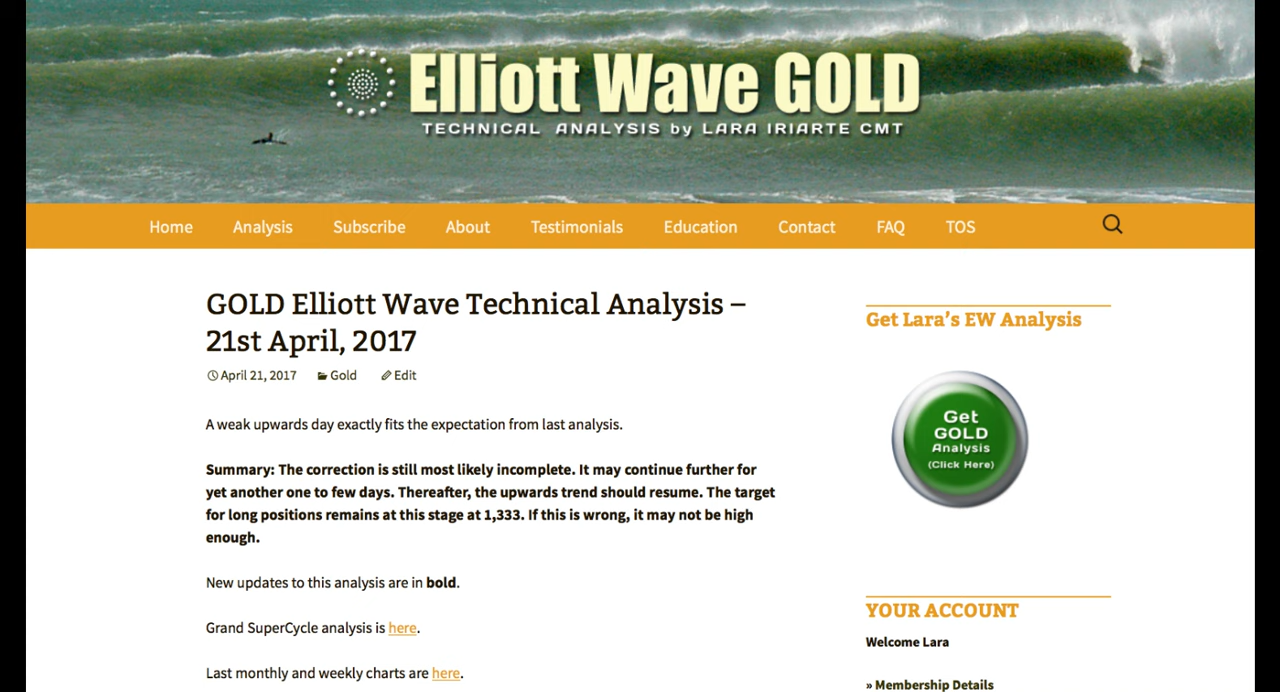 Elliott Wave GOLD
TECHNICAL ANALYSIS by LARA IRIARTE CMT
Home Analysis Subscribe About Testimonials Education Contact FAQ TOS
GOLD Elliott Wave Technical Analysis –
21st April, 2017
April 21, 2017 Gold Edit
A weak upwards day exactly fits the expectation from last analysis.
Summary: The correction is still most likely incomplete. It may continue further for
yet another one to few days. Thereafter, the upwards trend should resume. The target
for long positions remains at this stage at 1,333. If this is wrong, it may not be high
enough.
New updates to this analysis are in bold.
Grand SuperCycle analysis is here.
Last monthly and weekly charts are here.
Get Lara's EW Analysis
Get
GOLD
Analysis
(Click Here)
YOUR ACCOUNT
Welcome Lara
» Membership Details